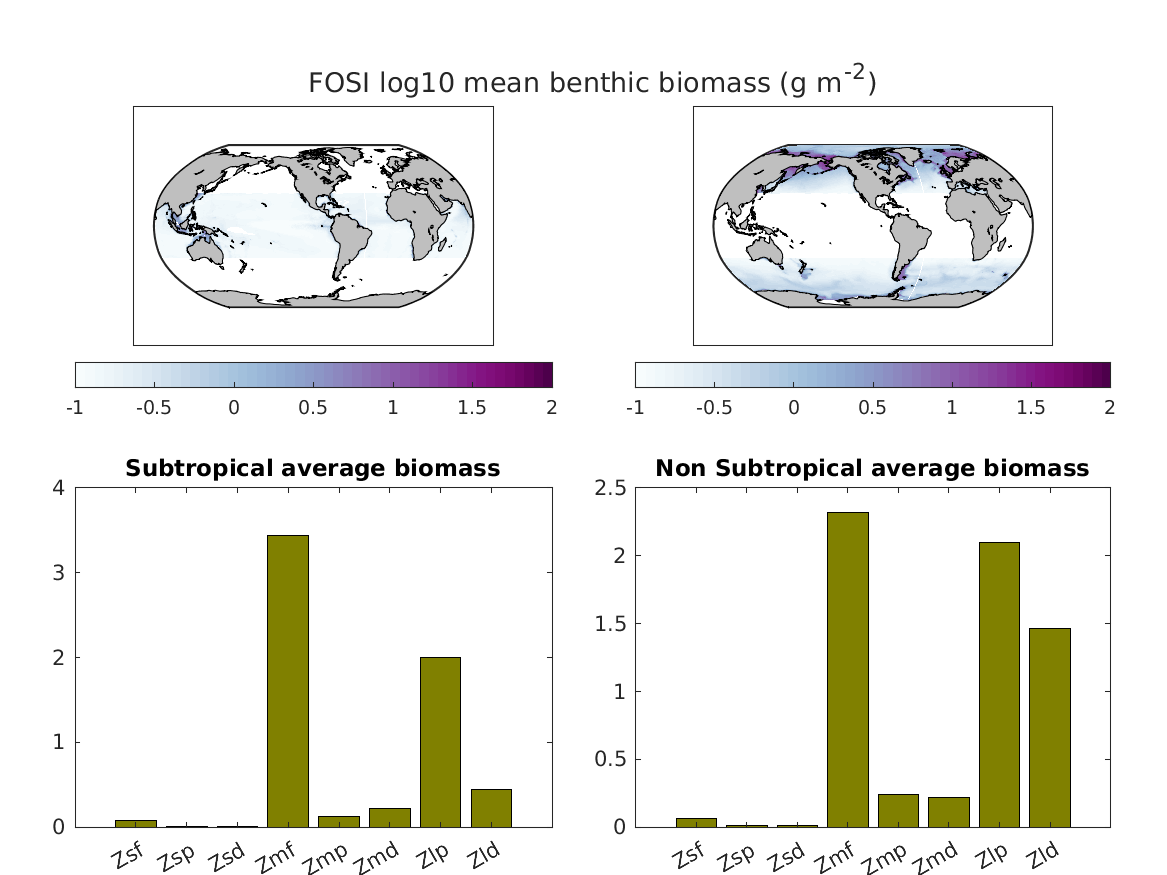 FOSI log10 mean benthic biomass (g m-2)
-1 -0.5 0 0.5 1 1.5 2
-1 -0.5 0 0.5 1 1.5 2
Subtropical average biomass
4
3
2
1
0
Zsf Zsp Zsd Zmf Zmp Zmd Zlp Zld
Non Subtropical average biomass
2.5
2
1.5
1
0.5
0
Zsf Zsp Zsd Zmf Zmp Zmd Zlp Zld